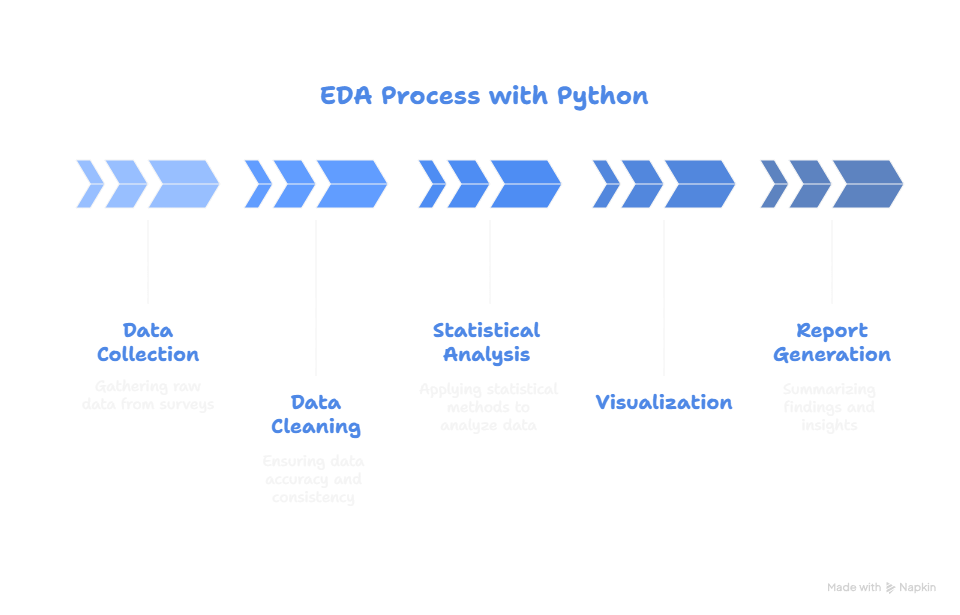 EDA Process with Python
Data
Collection
Gathering raw
data from surveys
Data
Cleaning
Ensuring data
accuracy and
consistency
Statistical
Analysis
Applying statistical
methods to
analyze data
Visualization
Report
Generation
Summarizing
findings and
insights
Made with Napkin